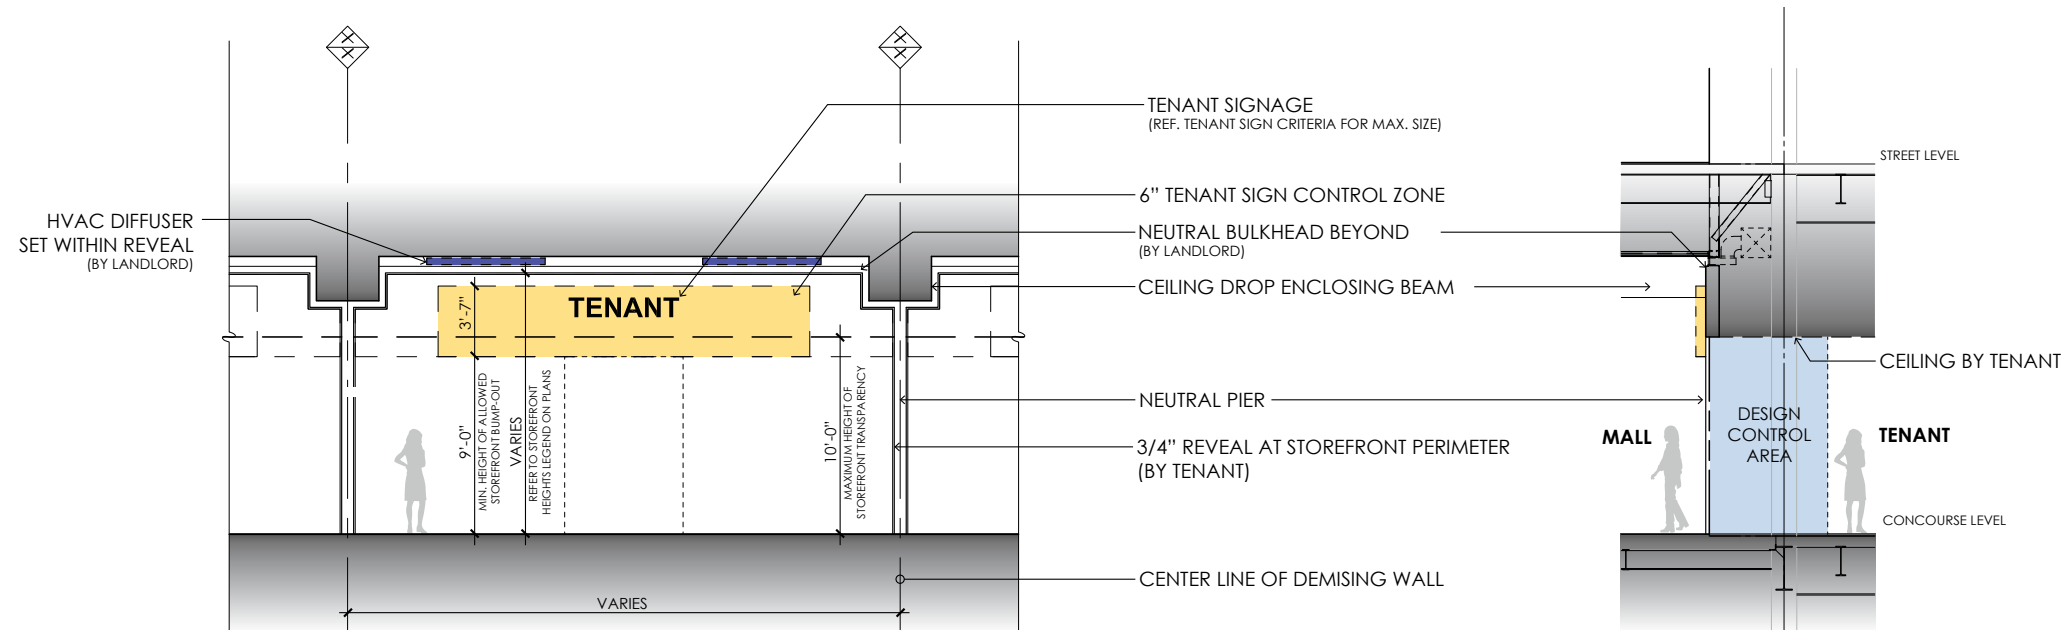 X
X
X
X
TENANT SIGNAGE
(REF. TENANT SIGN CRITERIA FOR MAX. SIZE)
6” TENANT SIGN CONTROL ZONE
NEUTRAL BULKHEAD BEYOND
(BY LANDLORD)
CEILING DROP ENCLOSING BEAM
NEUTRAL PIER
3/4” REVEAL AT STOREFRONT PERIMETER
(BY TENANT)
CENTER LINE OF DEMISING WALL
HVAC DIFFUSER
SET WITHIN REVEAL
(BY LANDLORD)
TENANT
3'-7"
9'-0"
MIN. HEIGHT OF ALLOWED
STOREFRONT BUMP-OUT
VARIES
REFER TO STOREFRONT
HEIGHTS LEGEND ON PLANS
10'-0"
MAXIMUM HEIGHT OF
STOREFRONT TRANSPARENCY
VARIES
STREET LEVEL
CEILING BY TENANT
MALL
DESIGN
CONTROL
AREA
TENANT
CONCOURSE LEVEL